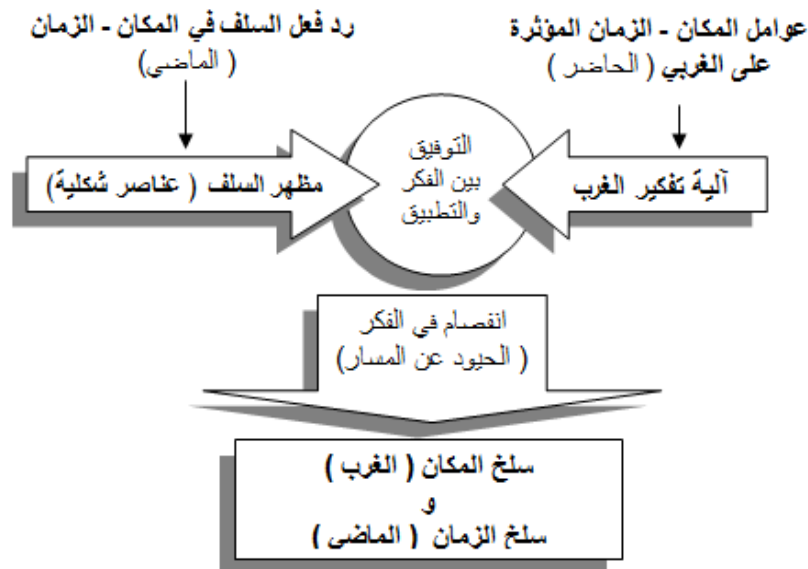 عوامل المكان - الزمان المؤثرة
على الغربي ( الحاضر )
رد فعل السلف في المكان - الزمان
( الماضي)
آلية تفكير الغرب
التوفيق
بين الفكر
والتطبيق
مظهر السلف ( عناصر شكلية)
انفصام في الفكر
( الحيود عن المسار)
سلخ المكان ( الغرب )
و
سلخ الزمان ( الماضي )